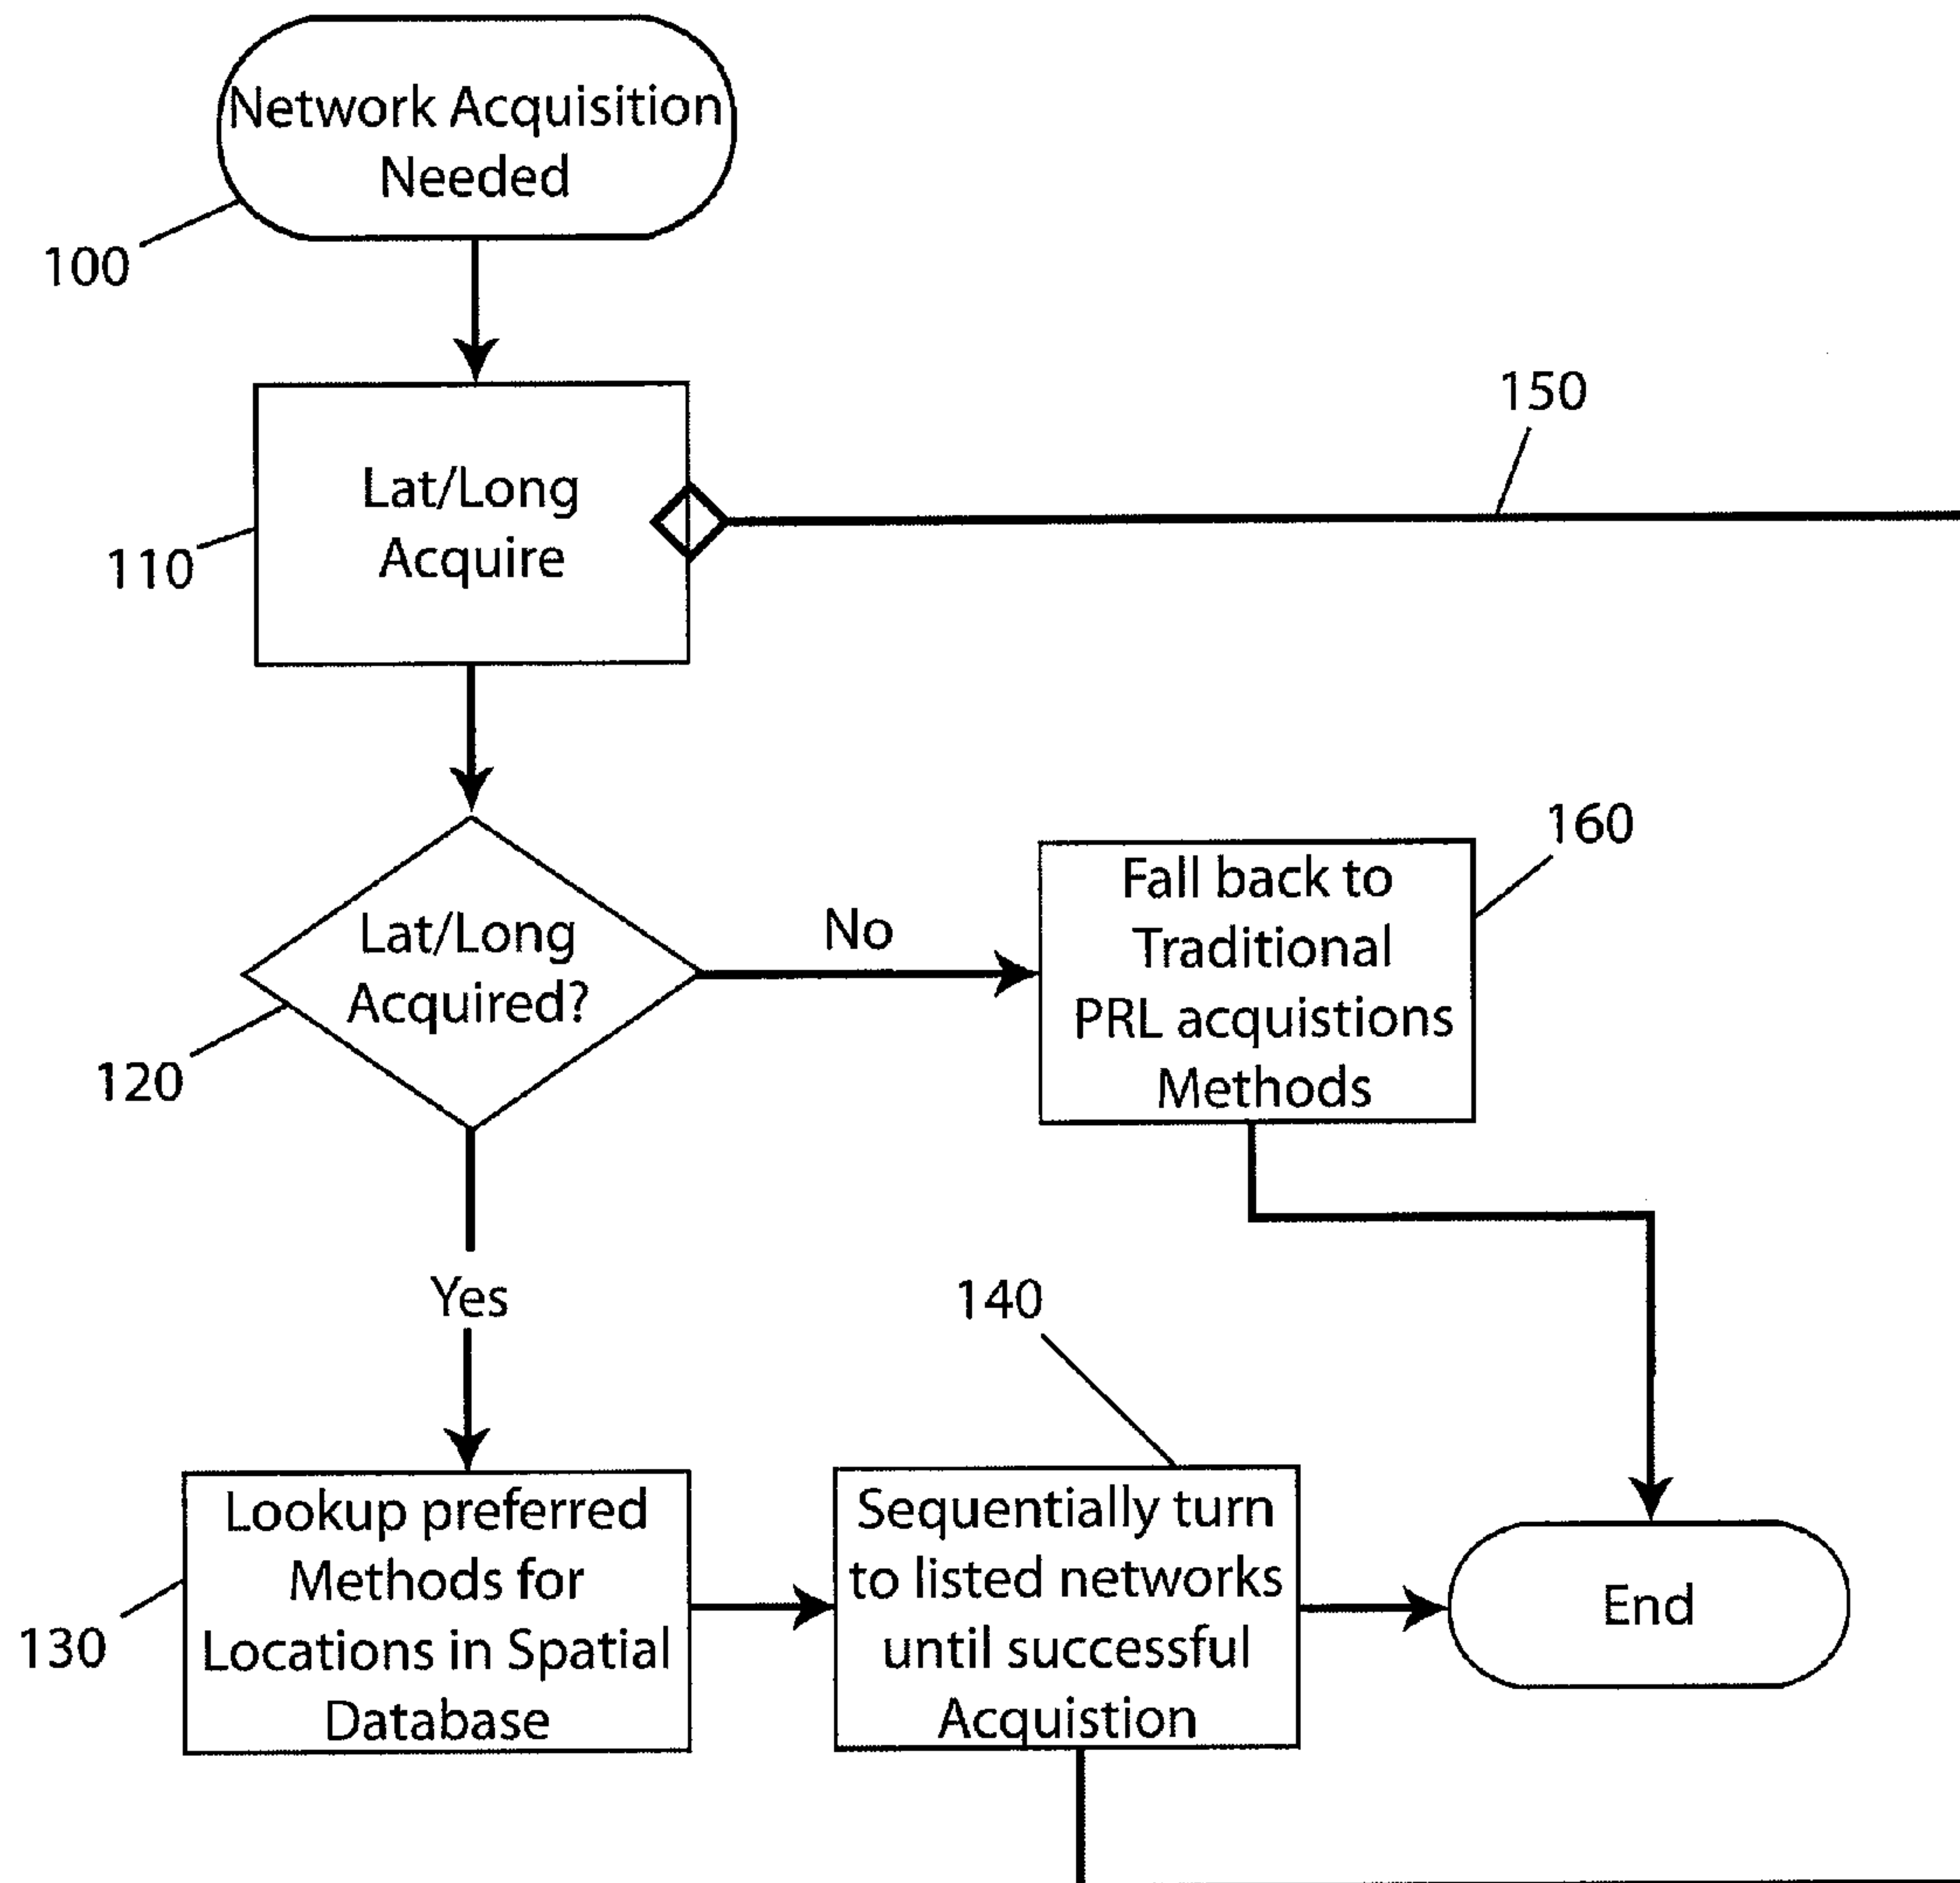 Network Acquisition
Needed
100
Lat/Long
Acquire
110
150
Lat/Long
Acquired?
120
No
Fall back to
Traditional
PRL acquistions
Methods
160
Yes
140
Lookup preferred
Methods for
Locations in Spatial
Database
130
Sequentially turn
to listed networks
until successful
Acquistion
End